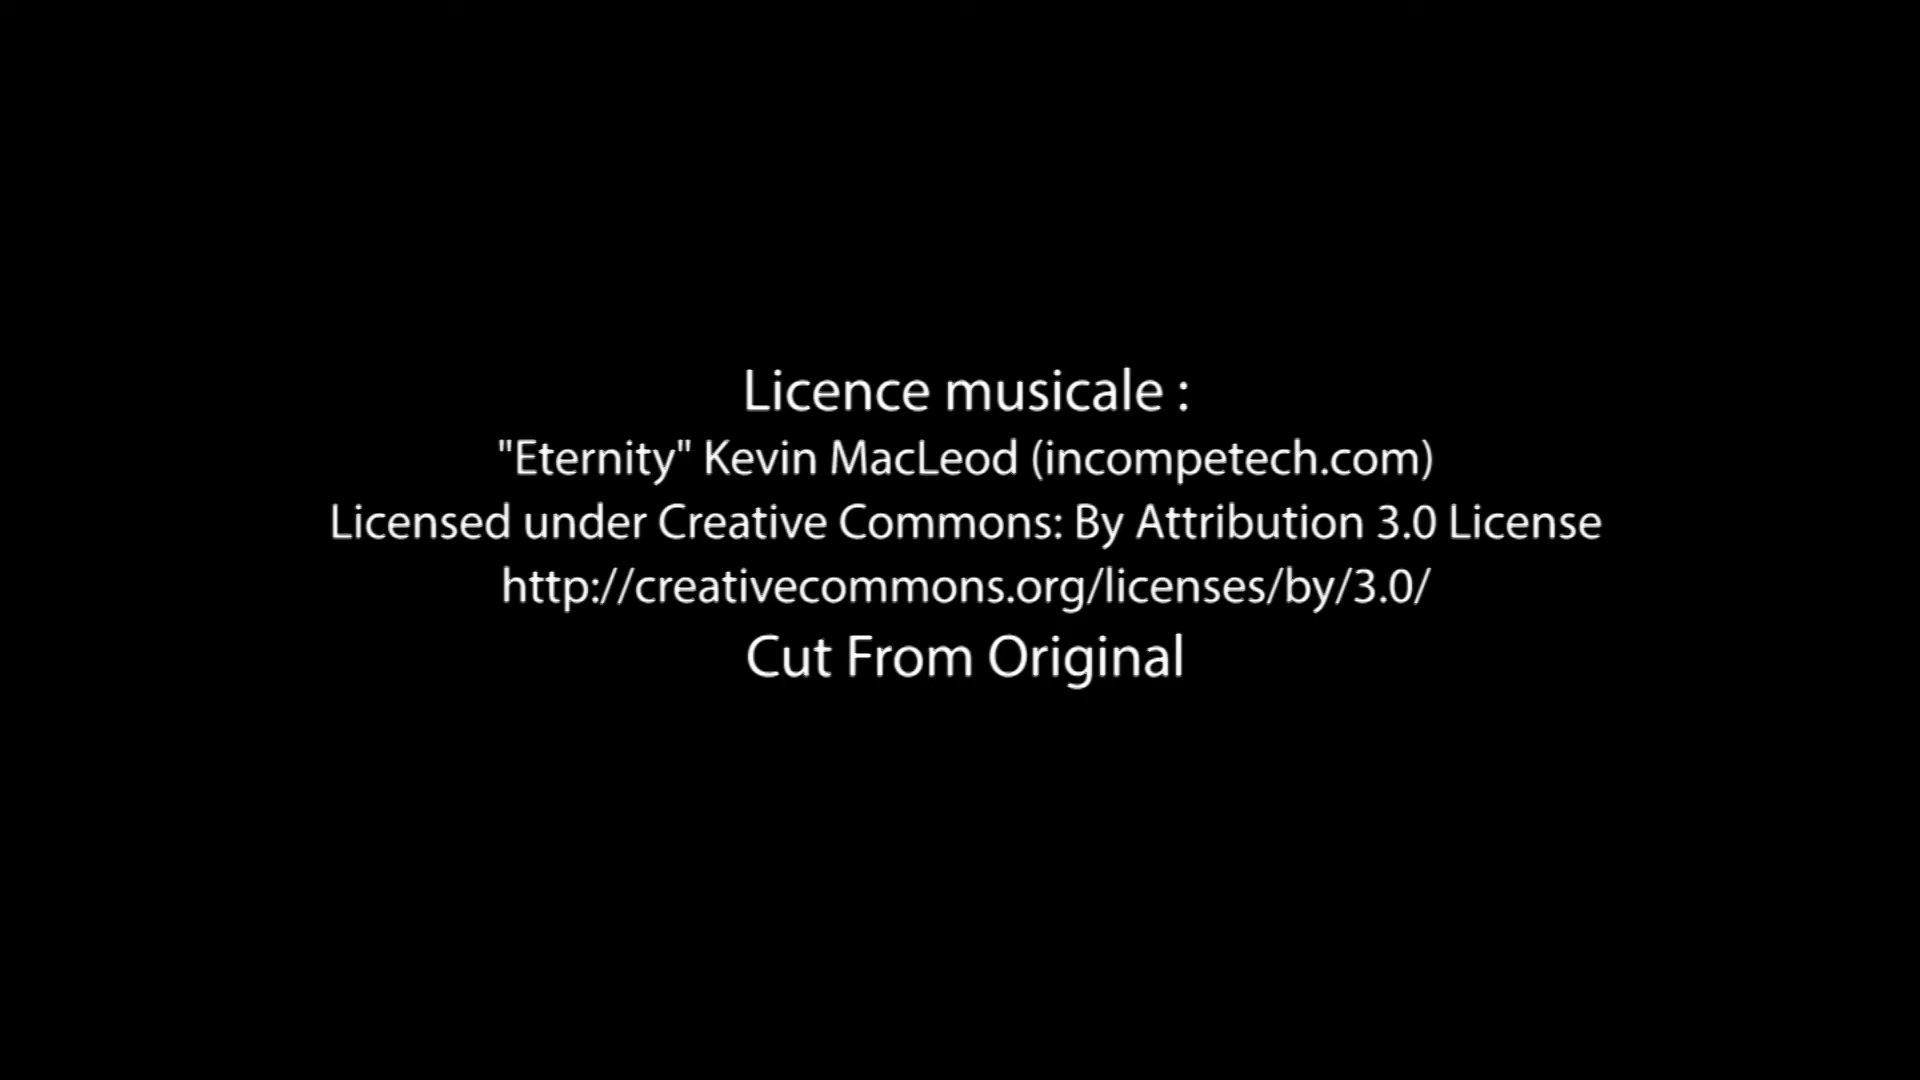 Licence musicale :
"Eternity" Kevin MacLeod (incompetech.com)
Licensed under Creative Commons: By Attribution 3.0 License
http://creativecommons.org/licenses/by/3.0/
Cut From Original